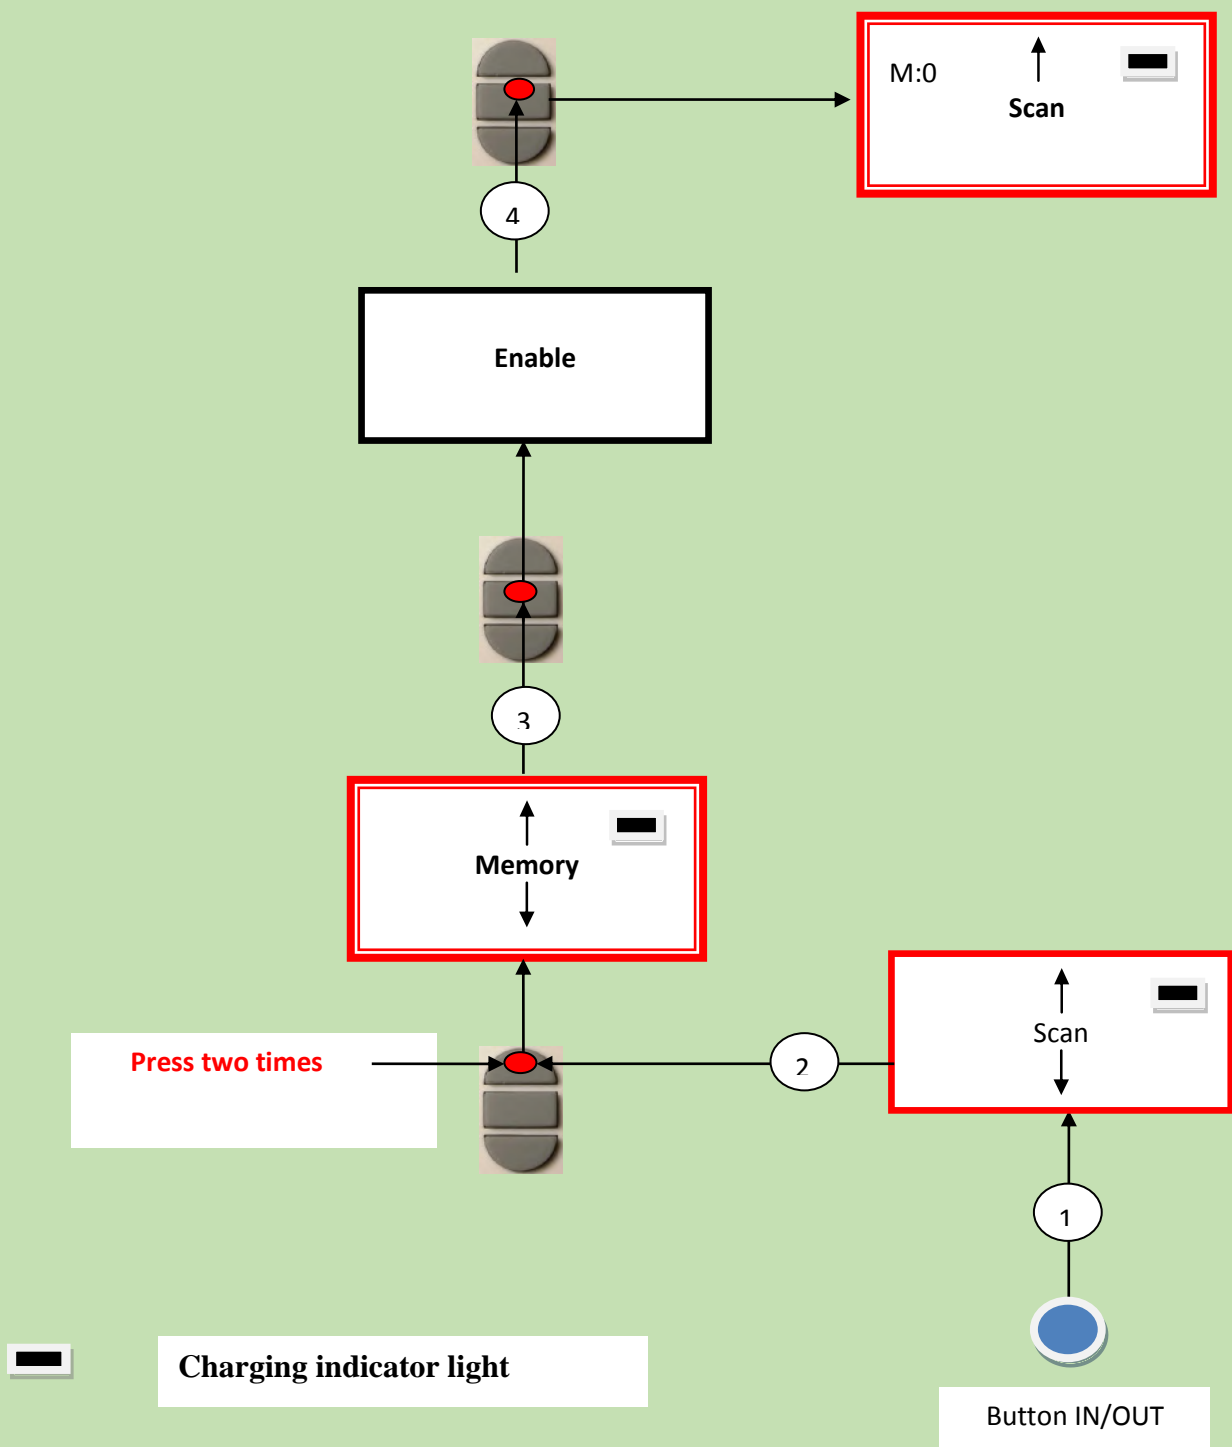 M:0
Scan
4
Enable
3
Memory
Scan
Press two times
2
1
Charging indicator light
Button IN/OUT